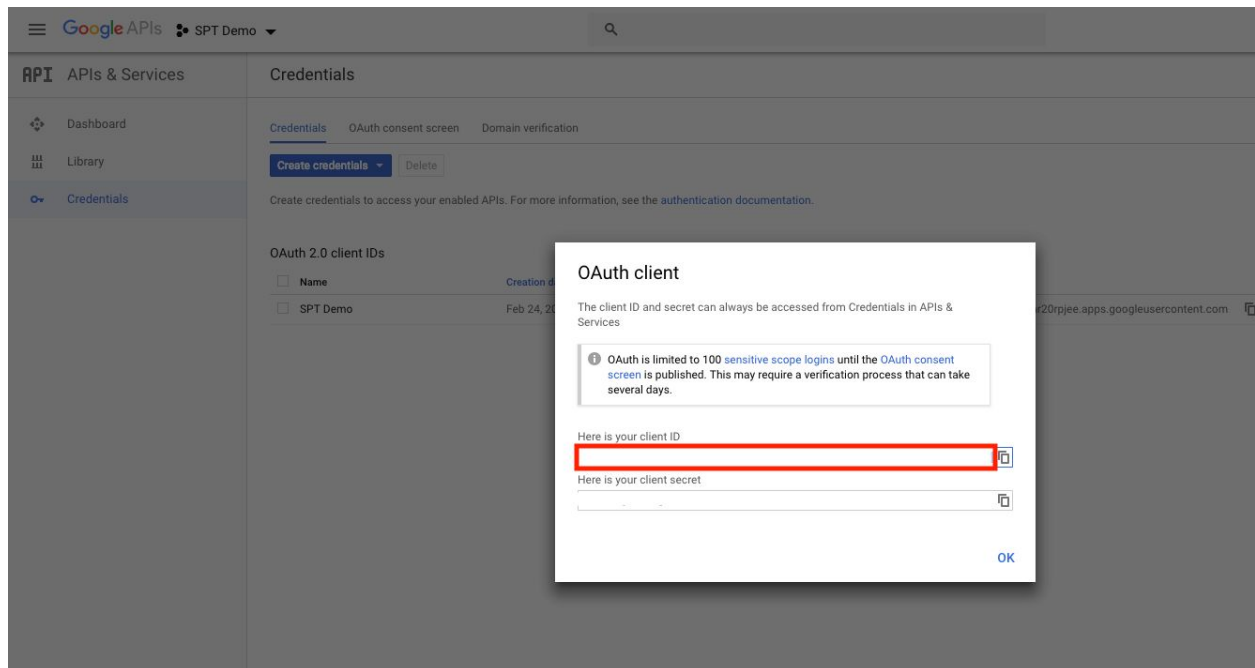 Google APIs SPT Demo
API APIs & Services
Credentials
Dashboard
Library
Credentials
Credentials OAuth consent screen Domain verification
Create credentials Delete
Create credentials to access your enabled APIs. For more information, see the authentication documentation.
OAuth 2.0 client IDs
Name Creation d
SPT Demo Feb 24, 20 r20rpjee.apps.googleusercontent.com
OAuth client
The client ID and secret can always be accessed from Credentials in APIs &
Services
OAuth is limited to 100 sensitive scope logins until the OAuth consent
screen is published. This may require a verification process that can take
several days.
Here is your client ID
Here is your client secret
OK